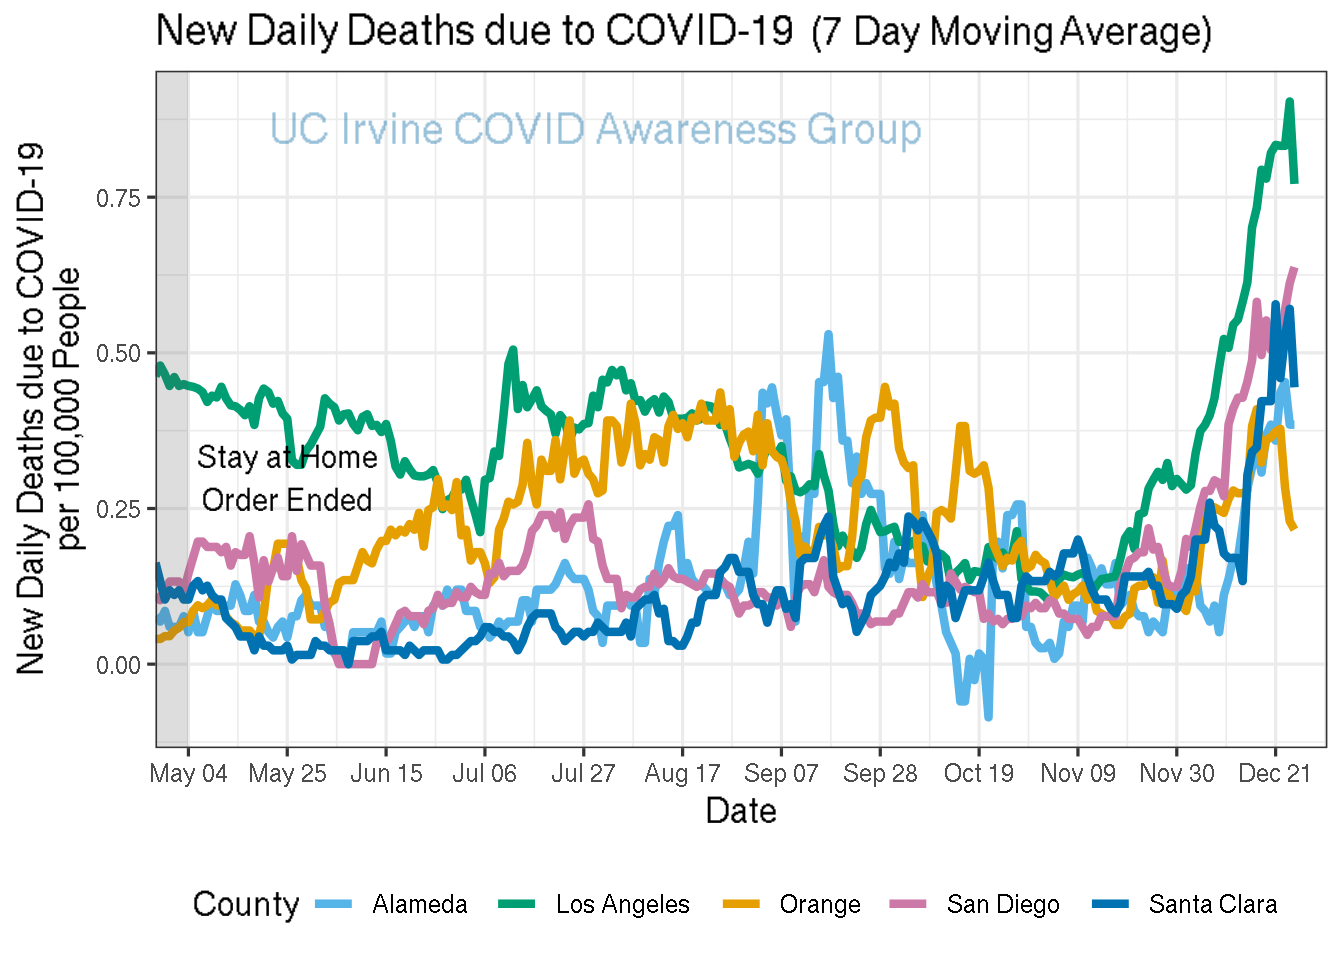 New Daily Deaths due to COVID-19 (7 Day Moving Average)
UC Irvine COVID Awareness Group
New Daily Deaths due to COVID-19
per 100,000 People
0.75
0.50
0.25
0.00
Stay at Home
Order Ended
May 04 May 25 Jun 15 Jul 06 Jul 27 Aug 17 Sep 07 Sep 28 Oct 19 Nov 09 Nov 30 Dec 21
Date
County Alameda Los Angeles Orange San Diego Santa Clara